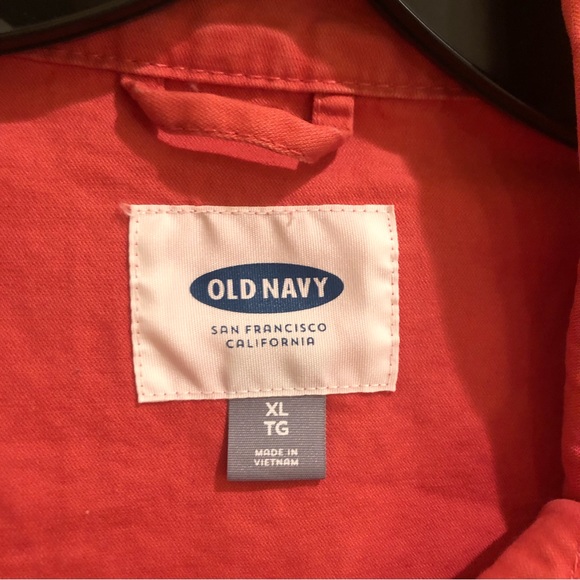 OLD NAVY
SAN FRANCISCO
CALIFORNIA
XL
TG
MADE IN
VIETNAM